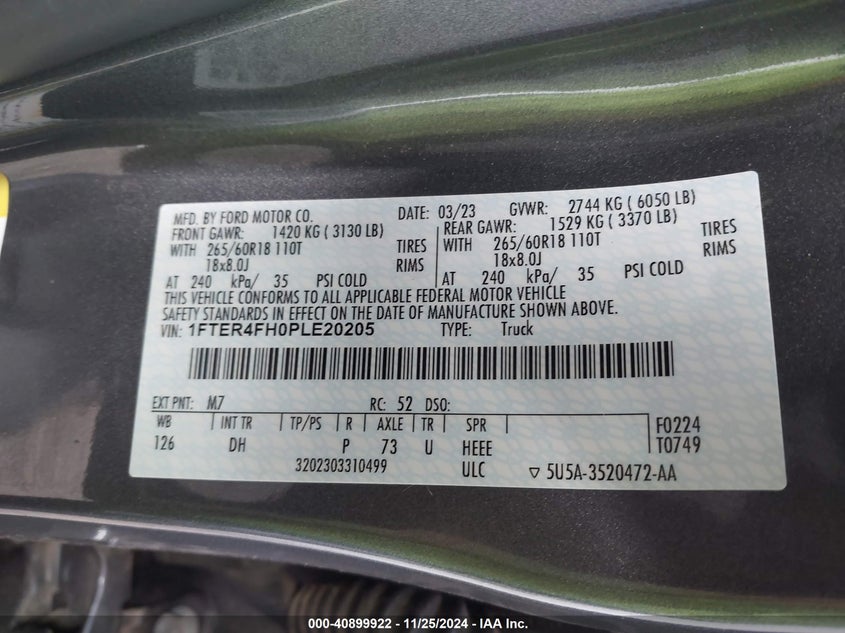 MFD. BY FORD MOTOR CO. DATE: 03/23 GVWR: 2744 KG ( 6050 LB)
FRONT GAWR: 1420 KG ( 3130 LB) REAR GAWR: 1529 KG ( 3370 LB)
WITH 265/60R18 110T TIRES WITH 265/60R18 110T TIRES
18x8.0J RIMS 18x8.0J RIMS
AT 240 kPa/ 35 PSI COLD AT 240 kPa/ 35 PSI COLD
THIS VEHICLE CONFORMS TO ALL APPLICABLE FEDERAL MOTOR VEHICLE
SAFETY STANDARDS IN EFFECT ON THE DATE OF MANUFACTURE SHOWN ABOVE.
VIN: 1FTER4FH0PLE20205 TYPE: Truck
EXT PNT: M7 RC: 52 DSO:
WB INT TR TP/PS R AXLE TR SPR F0224
126 DH P 73 U HEEE T0749
3202303310499 ULC ▽ 5U5A-3520472-AA
000-40899922 - 11/25/2024 - IAA Inc.